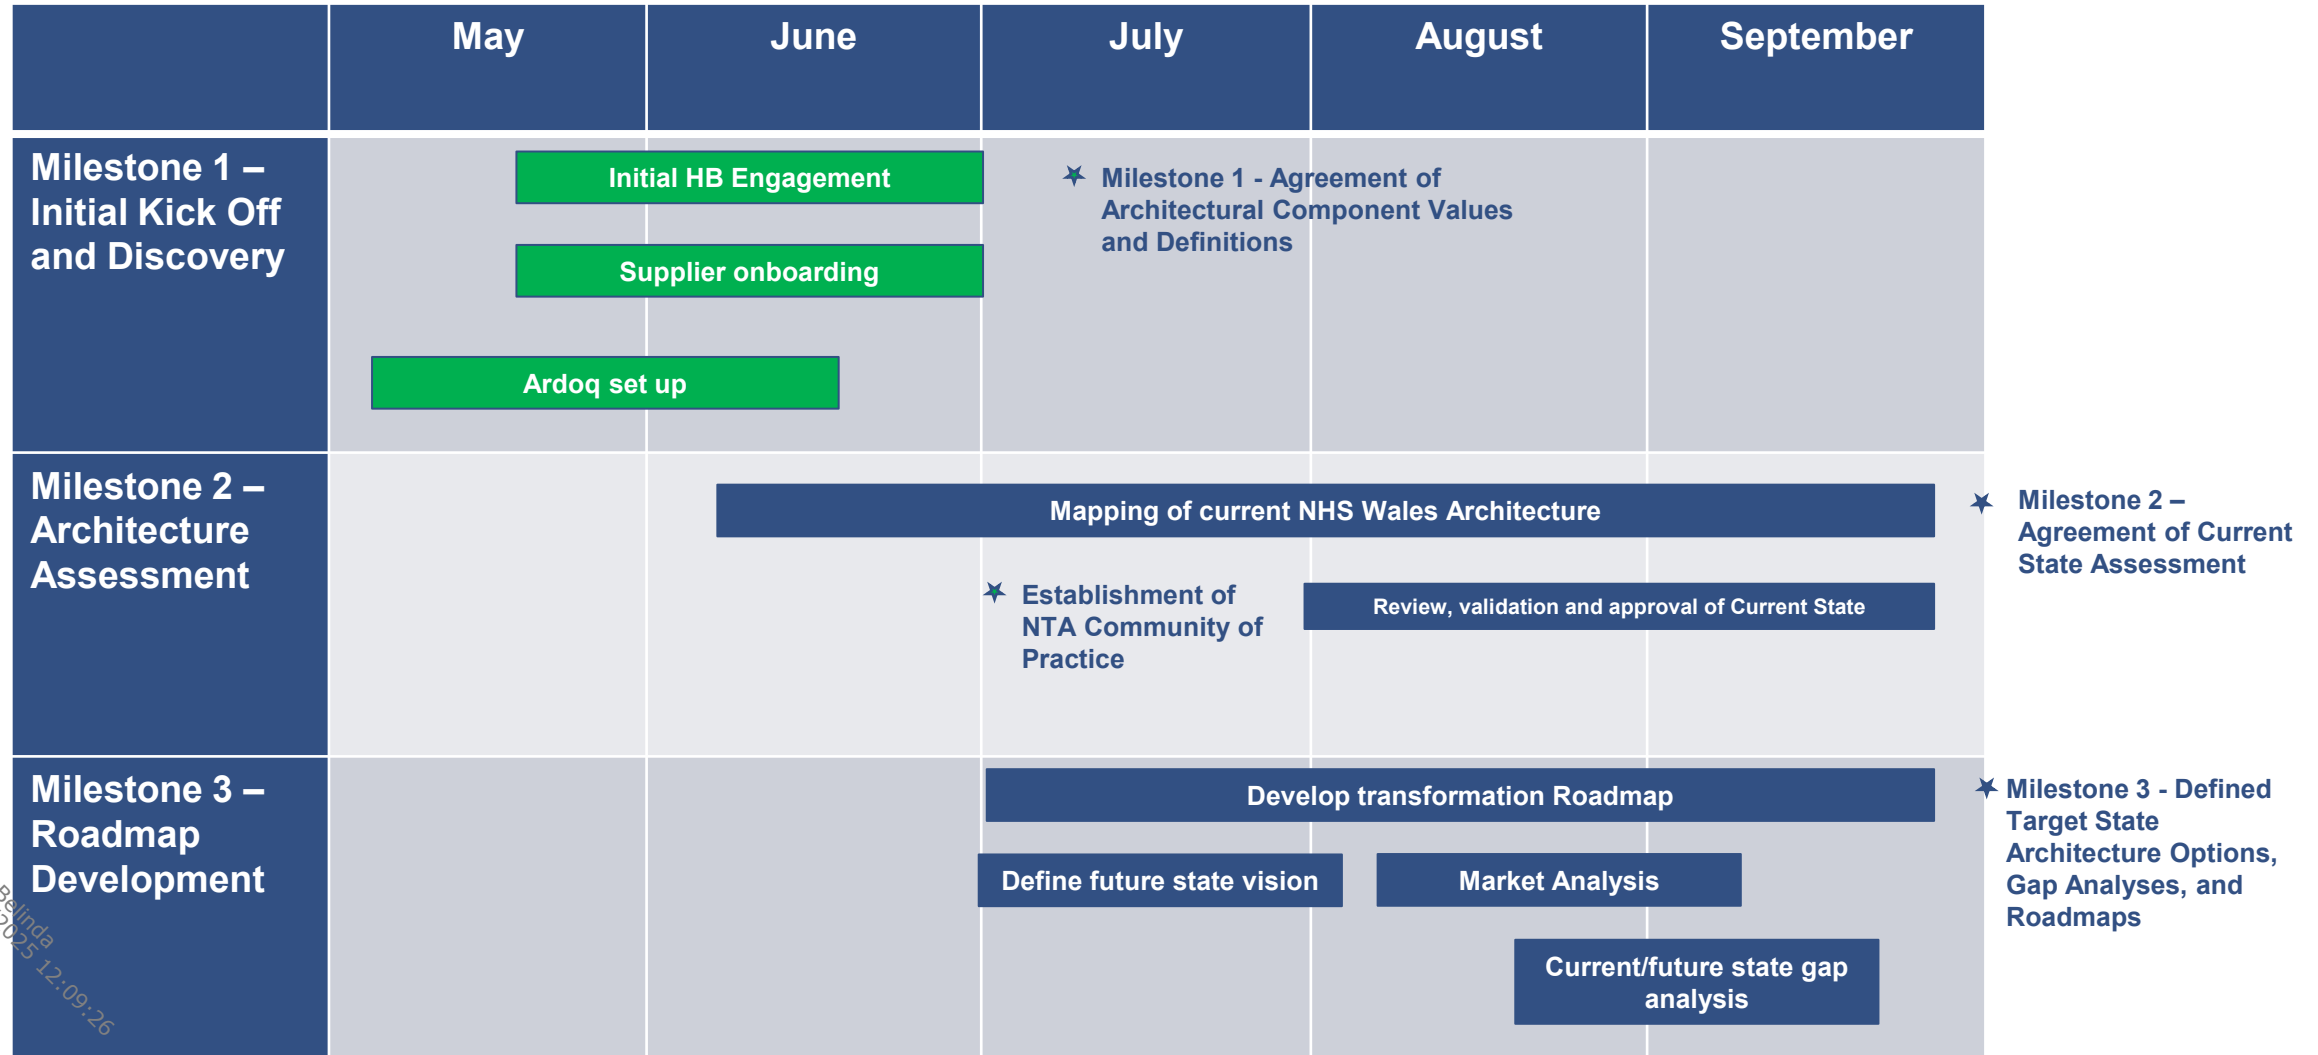 May
June
July
August
September
Milestone 1 –
Initial Kick Off
and Discovery
Initial HB Engagement
Supplier onboarding
Ardoq set up
Milestone 1 - Agreement of
Architectural Component Values
and Definitions
Milestone 2 –
Architecture
Assessment
Mapping of current NHS Wales Architecture
Establishment of
NTA Community of
Practice
Review, validation and approval of Current State
Milestone 2 –
Agreement of Current
State Assessment
Milestone 3 –
Roadmap
Development
Develop transformation Roadmap
Define future state vision
Market Analysis
Current/future state gap
analysis
Milestone 3 - Defined
Target State
Architecture Options,
Gap Analyses, and
Roadmaps
Belinda
2025 12:09:26